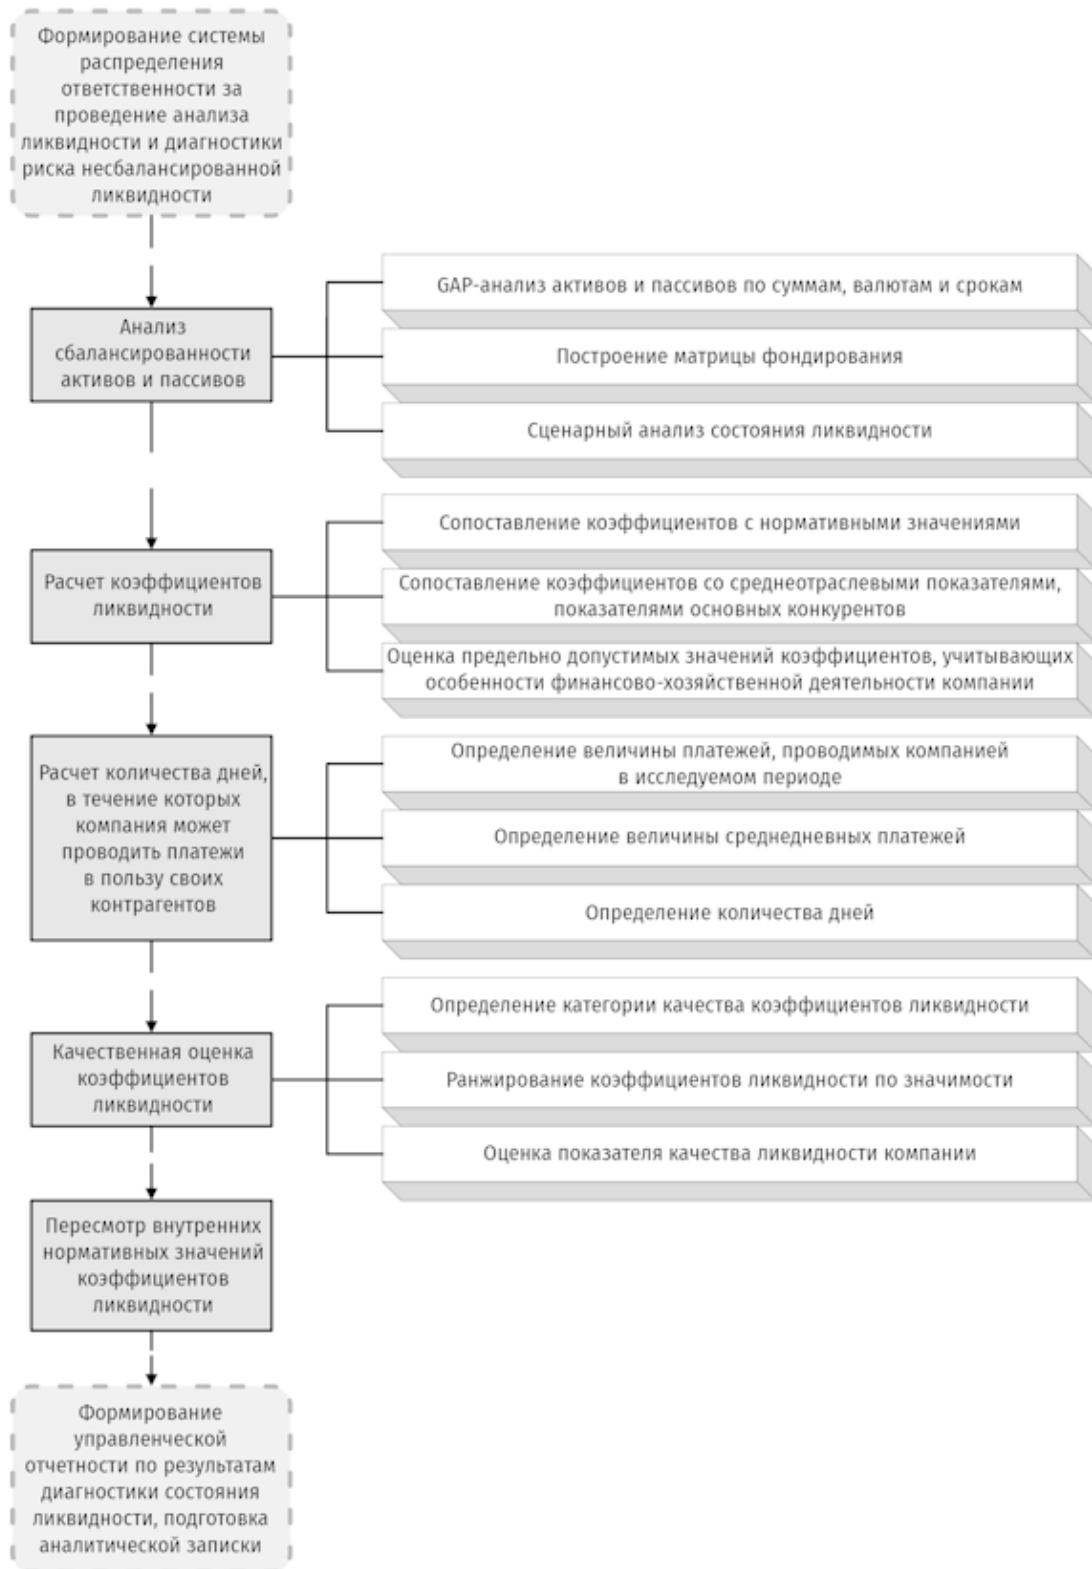 Формирование системы
распределения
ответственности за
проведение анализа
ликвидности и диагностики
риска несбалансированной
ликвидности
Анализ
сбалансированности
активов и пассивов
GAP-анализ активов и пассивов по суммам, валютам и срокам
Построение матрицы фондирования
Сценарный анализ состояния ликвидности
Расчет коэффициентов
ликвидности
Сопоставление коэффициентов с нормативными значениями
Сопоставление коэффициентов со среднеотраслевыми показателями,
показателями основных конкурентов
Оценка предельно допустимых значений коэффициентов, учитывающих
особенности финансово-хозяйственной деятельности компании
Расчет количества дней,
в течение которых
компания может
проводить платежи
в пользу своих
контрагентов
Определение величины платежей, проводимых компанией
в исследуемом периоде
Определение величины среднедневных платежей
Определение количества дней
Качественная оценка
коэффициентов
ликвидности
Определение категории качества коэффициентов ликвидности
Ранжирование коэффициентов ликвидности по значимости
Оценка показателя качества ликвидности компании
Пересмотр внутренних
нормативных значений
коэффициентов
ликвидности
Формирование
управленческой
отчетности по результатам
диагностики состояния
ликвидности, подготовка
аналитической записки